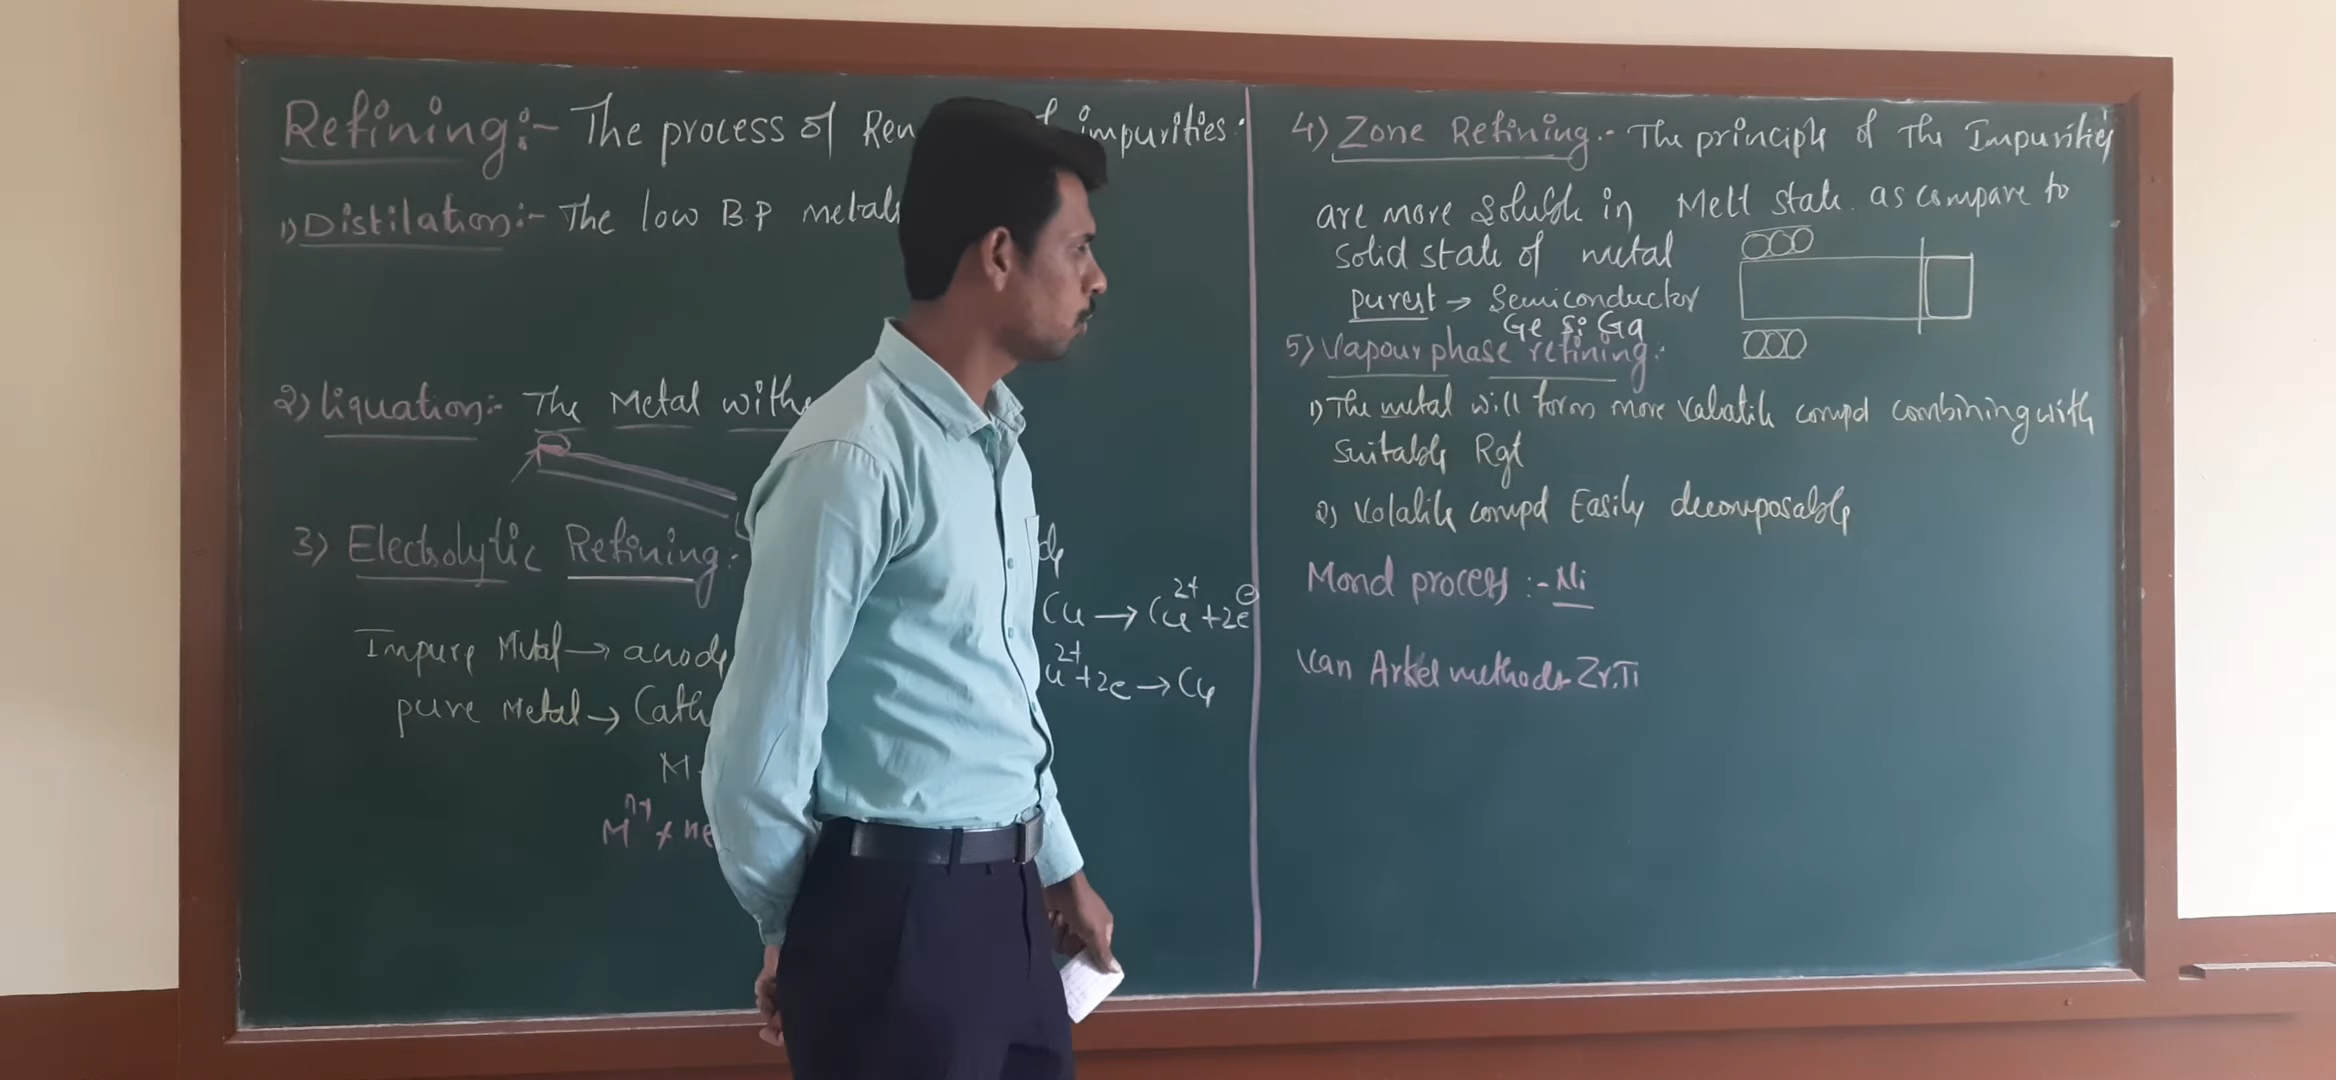 Refining:- The process of Ren of impurities.
1) Distilation:- The low B.P metals
2) Liquation:- The Metal with
3) Electrolytic Refining:
Cu → Cu2+ + 2e⊖
Impure Metal → anode
u2+ + 2e → Cu
pure Metal → Cath
M
Mn+ + ne
4) Zone Refining:- The principle of The Impurities
are more Soluble in Melt state. as compare to
solid state of metal
purest → Semiconductor
Ge Si Ga
5) Vapour phase refining:-
1) The metal will form more valatile compd combining with
suitable Rgt
2) Volatile compd Easily decomposable
Mond process :- Ni
Van Arkel methods- Zr, Ti